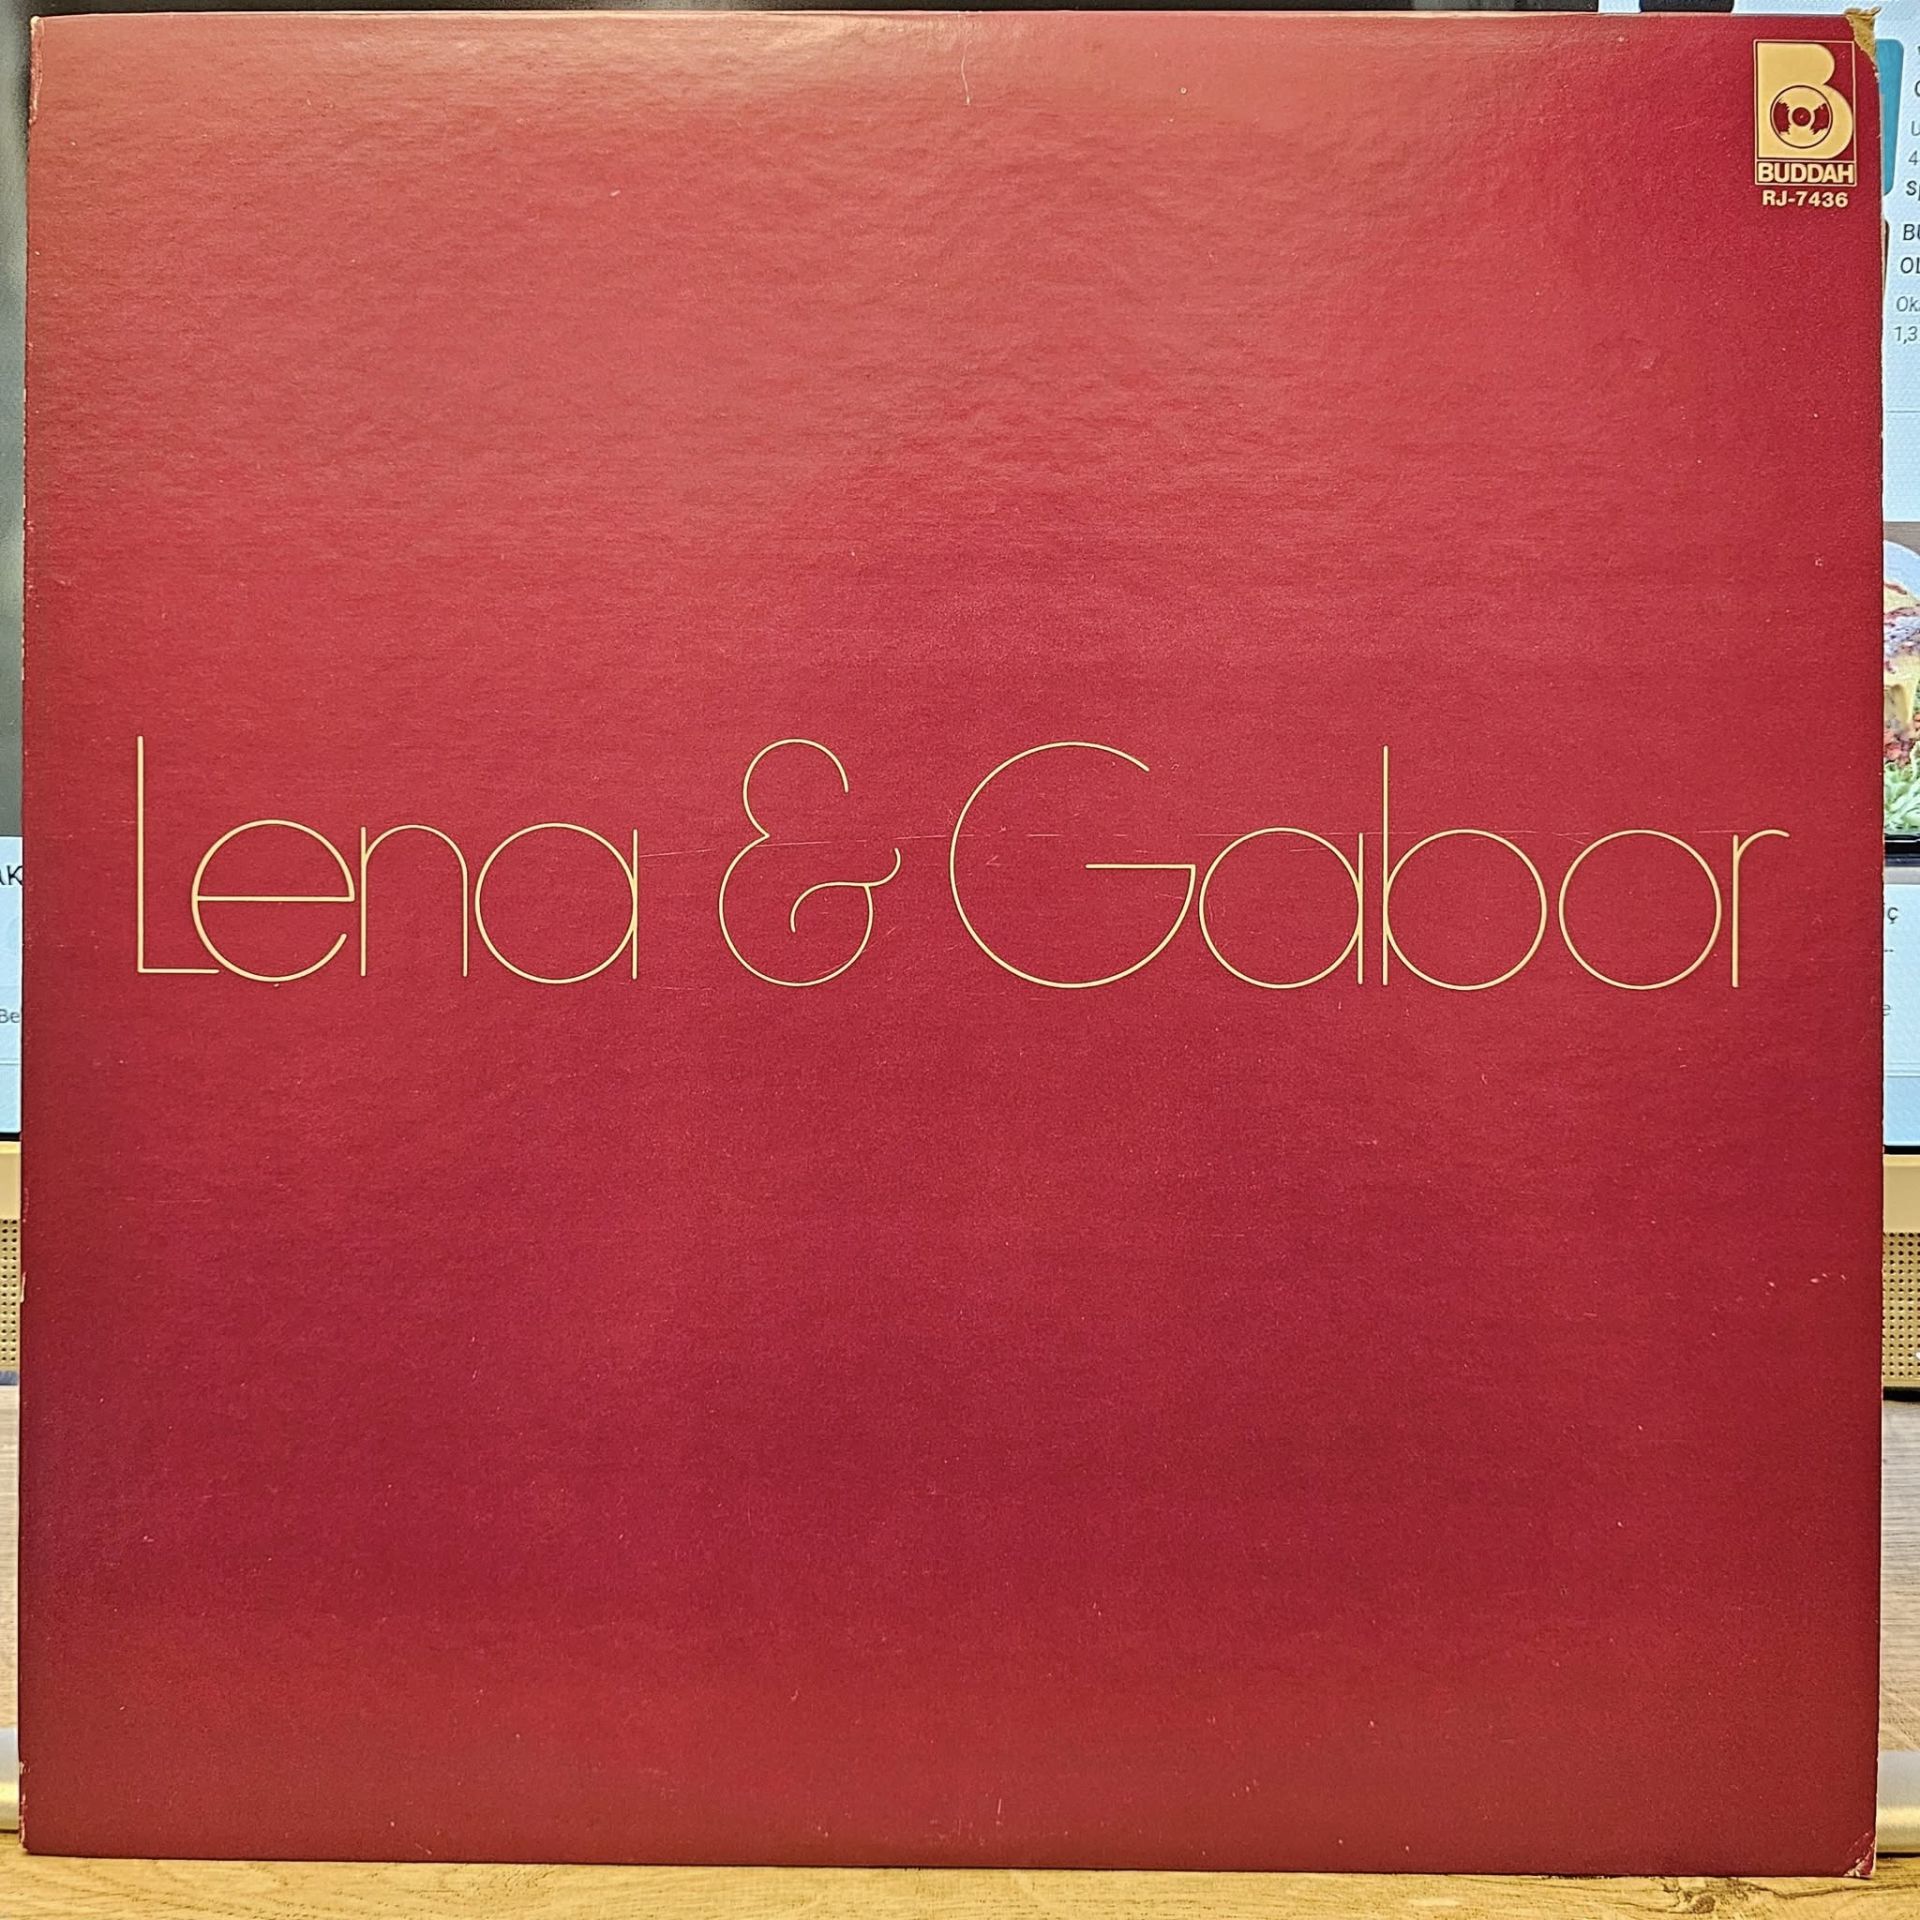 BUDDAH
RJ-7436
Lena & Gabor